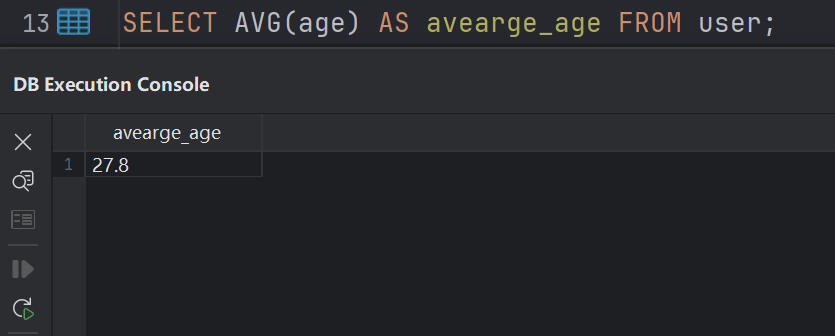 13 SELECT AVG(age) AS avearge_age FROM user;
DB Execution Console
avearge_age
1 27.8